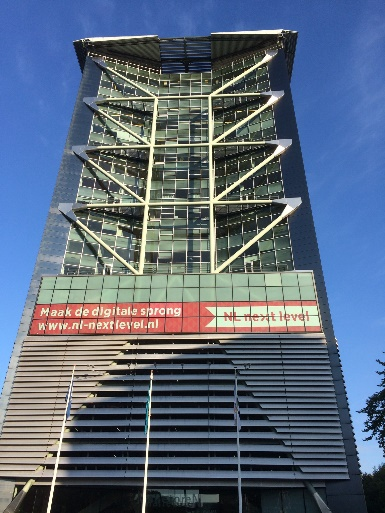 Maak de digitale sprong
www.nl-nextlevel.nl
NL next level